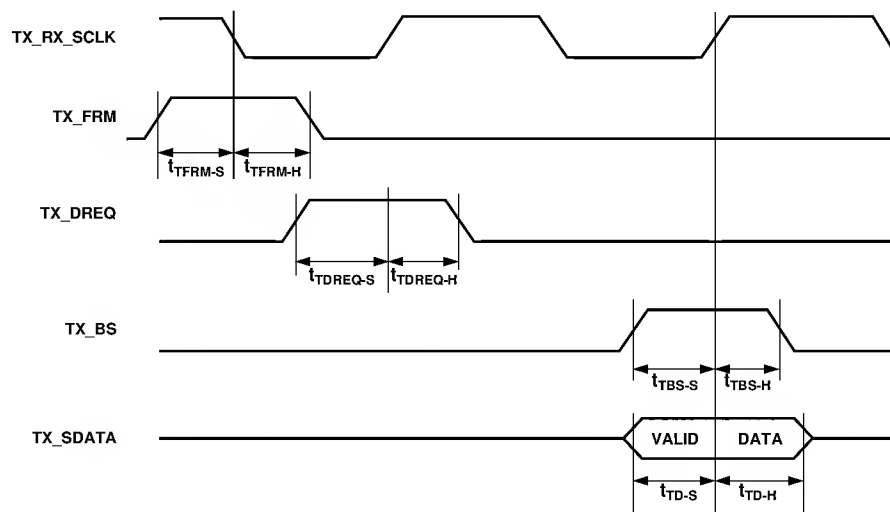 TX_RX_SCLK
TX_FRM
tTFRM-S tTFRM-H
TX_DREQ
tTDREQ-S tTDREQ-H
TX_BS
tTBS-S tTBS-H
TX_SDATA
VALID DATA
tTD-S tTD-H